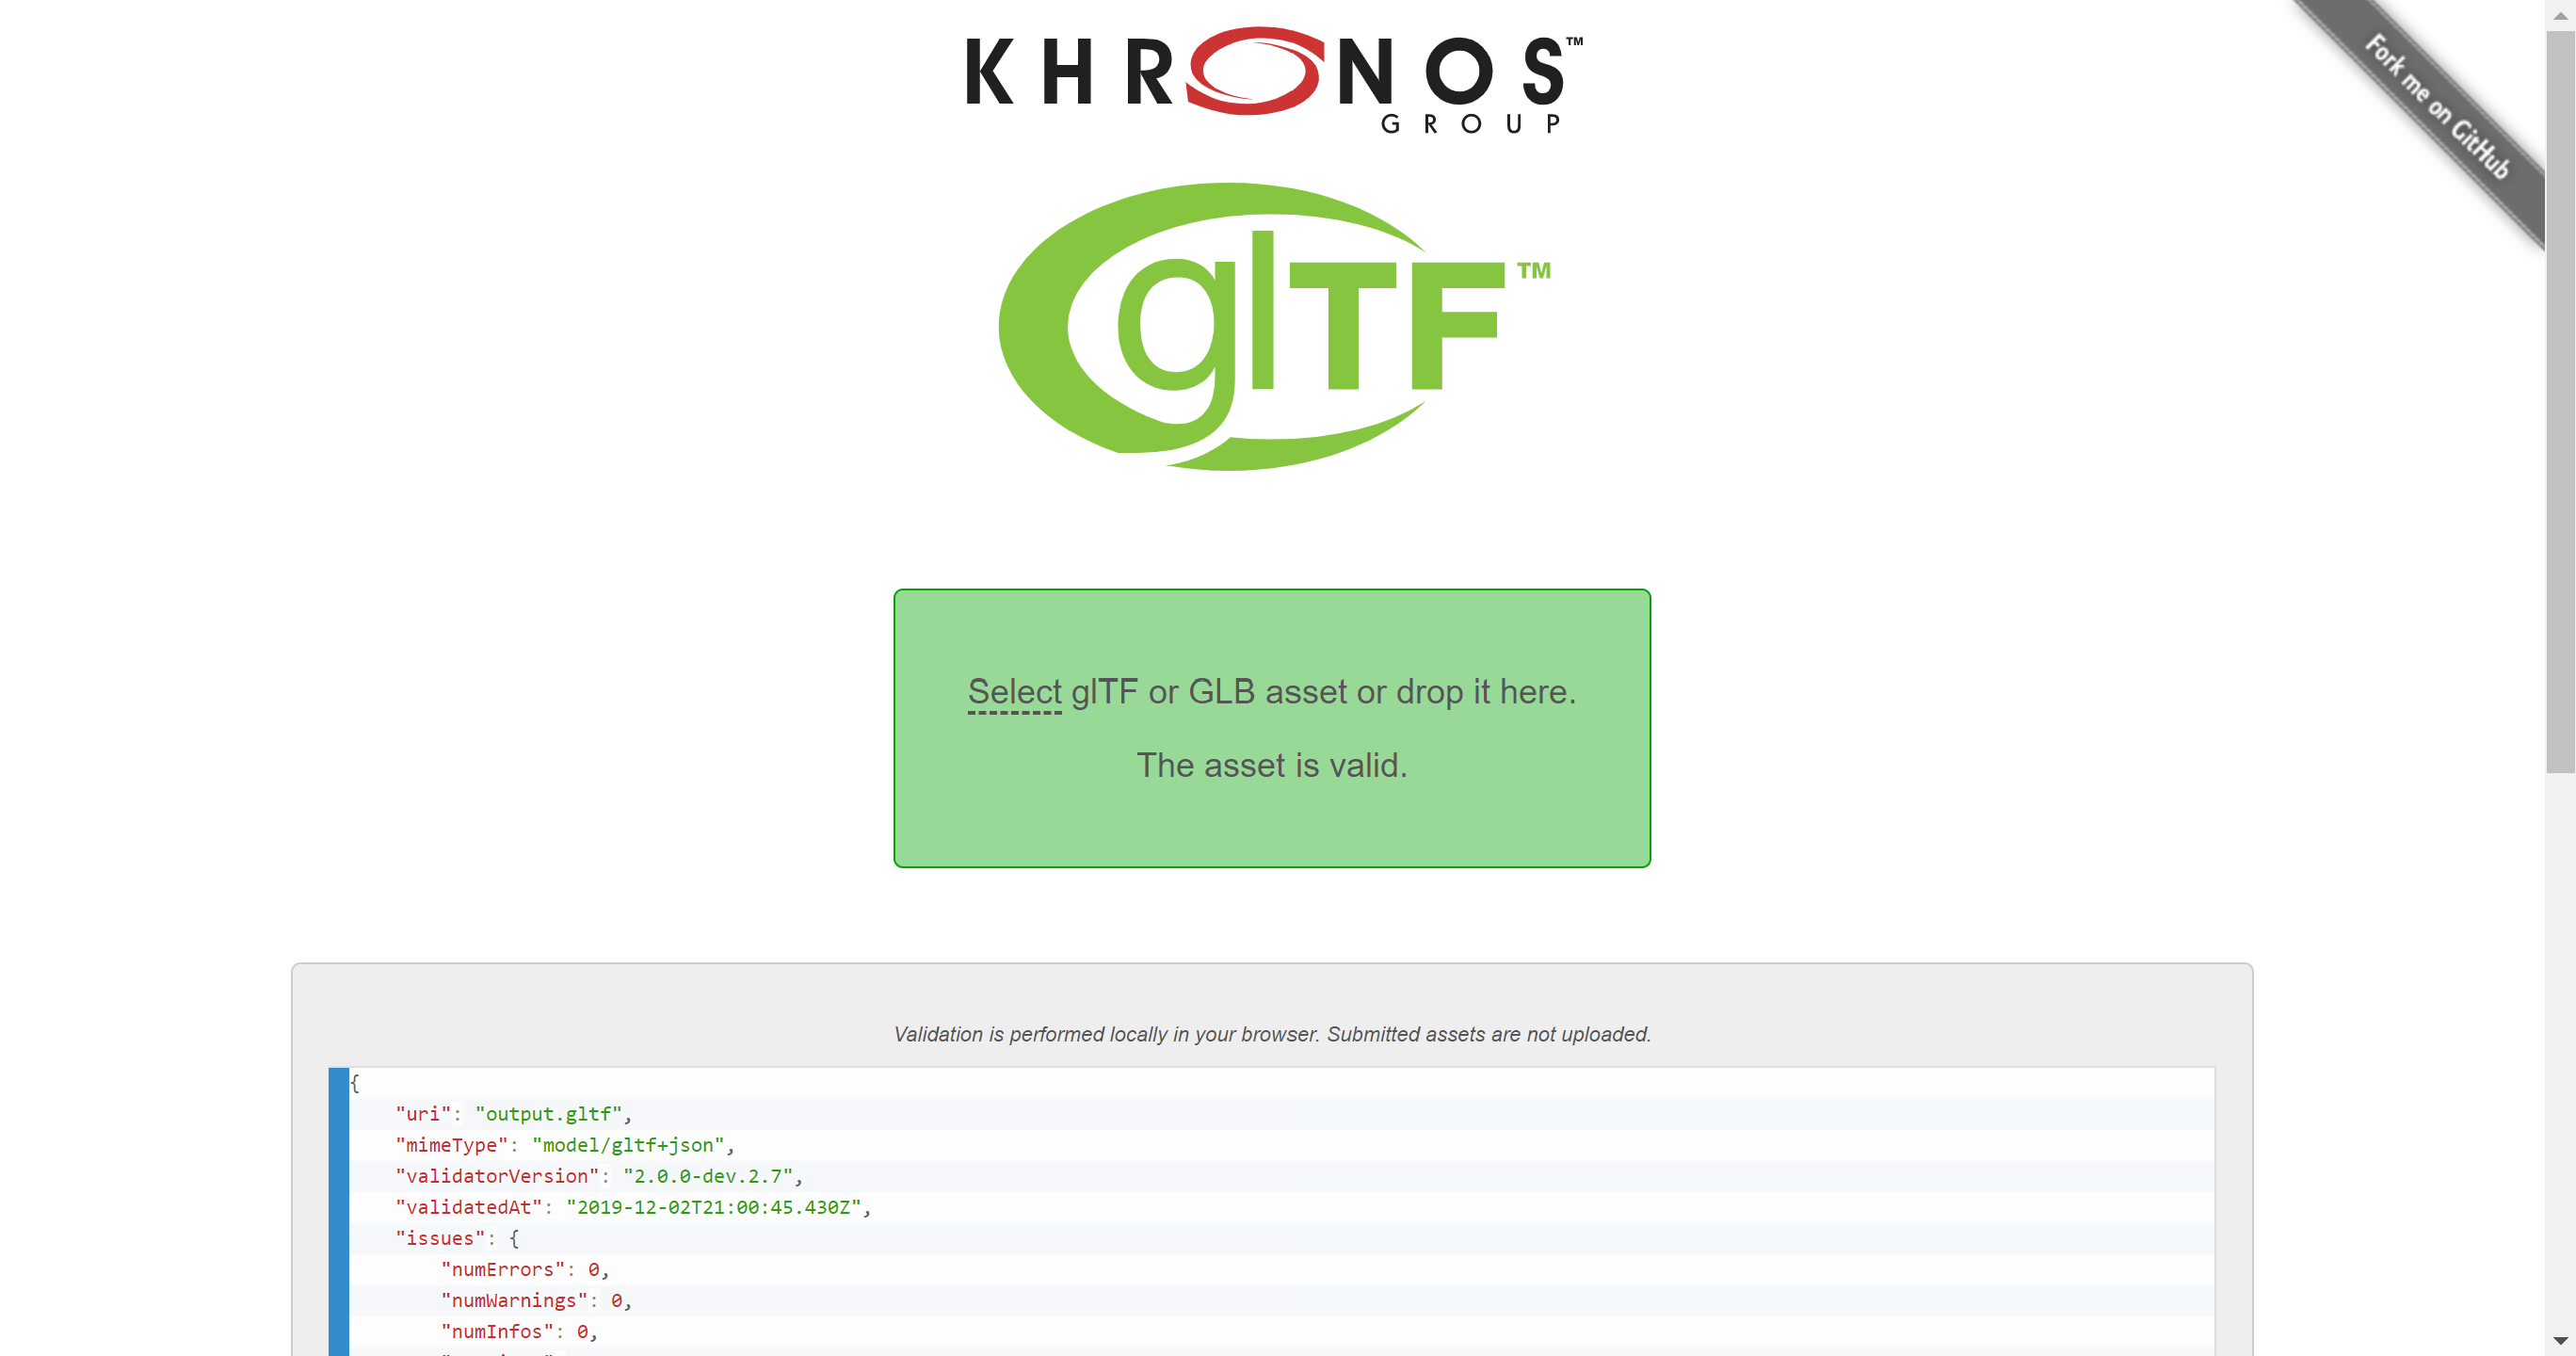 KHRONOS™
GROUP
Fork me on GitHub
glTF™
Select glTF or GLB asset or drop it here.
The asset is valid.
Validation is performed locally in your browser. Submitted assets are not uploaded.
{
"uri": "output.gltf",
"mimeType": "model/gltf+json",
"validatorVersion": "2.0.0-dev.2.7",
"validatedAt": "2019-12-02T21:00:45.430Z",
"issues": {
"numErrors": 0,
"numWarnings": 0,
"numInfos": 0,